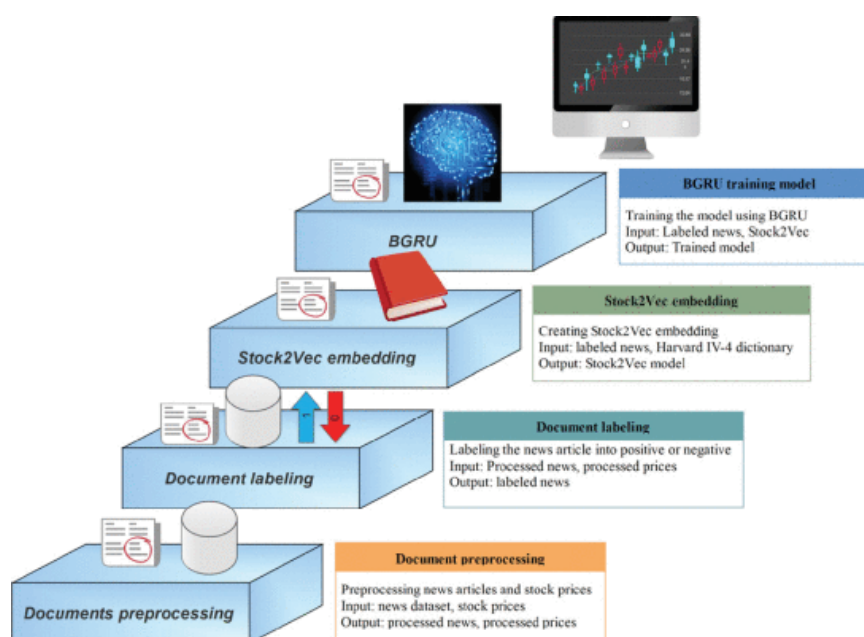 BGRU training model
Training the model using BGRU
Input: Labeled news, Stock2Vec
Output: Trained model
BGRU
Stock2Vec embedding
Creating Stock2Vec embedding
Input: labeled news, Harvard IV-4 dictionary
Output: Stock2Vec model
Stock2Vec embedding
1
0
Document labeling
Labeling the news article into positive or negative
Input: Processed news, processed prices
Output: labeled news
Document labeling
Document preprocessing
Preprocessing news articles and stock prices
Input: news dataset, stock prices
Output: processed news, processed prices
Documents preprocessing